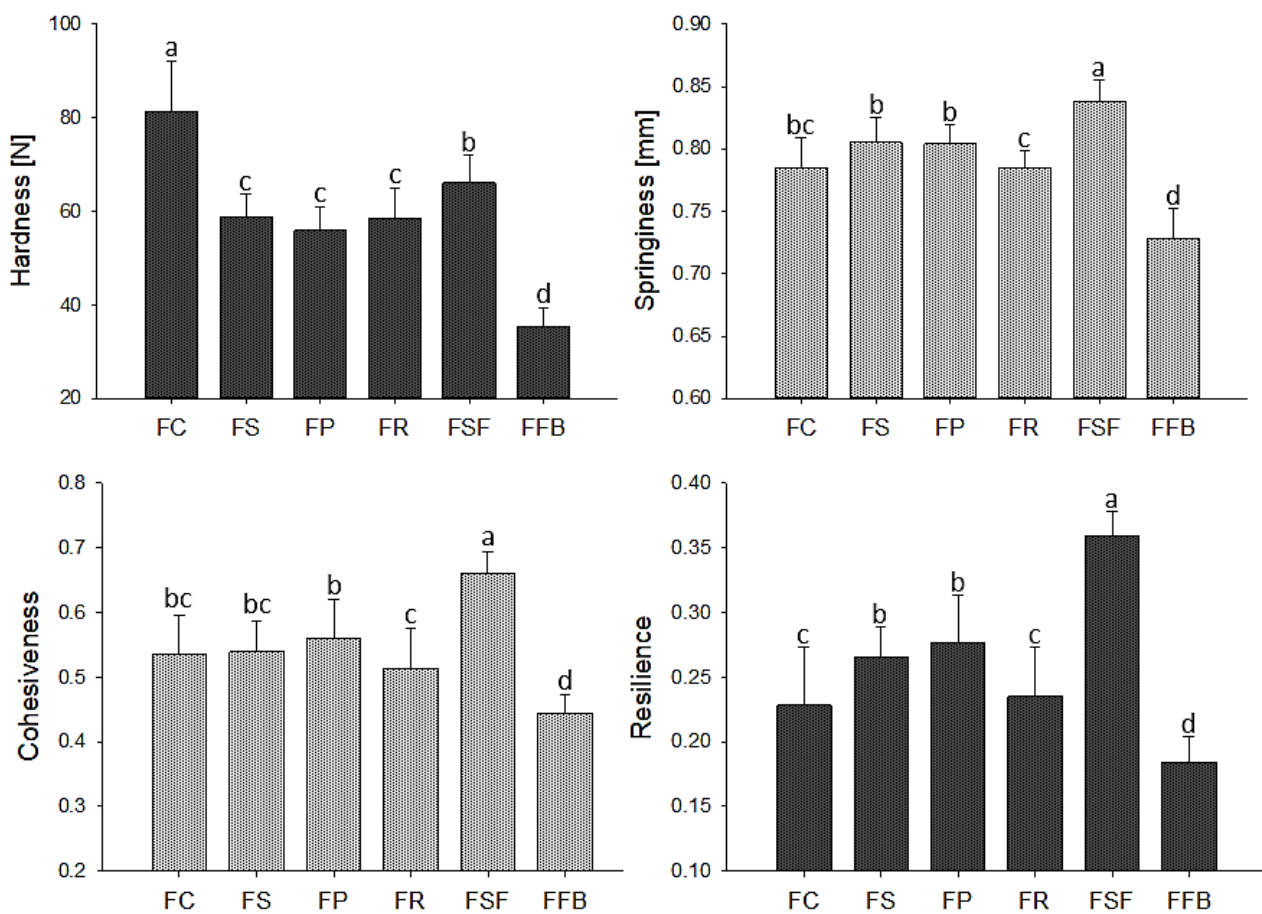 Hardness [N]
100
80
60
40
20
a
c
c
c
b
d
FC FS FP FR FSF FFB
Springiness [mm]
0.90
0.85
0.80
0.75
0.70
0.65
0.60
bc
b
b
c
a
d
FC FS FP FR FSF FFB
Cohesiveness
0.8
0.7
0.6
0.5
0.4
0.3
0.2
bc
bc
b
c
a
d
FC FS FP FR FSF FFB
Resilience
0.40
0.35
0.30
0.25
0.20
0.15
0.10
c
b
b
c
a
d
FC FS FP FR FSF FFB